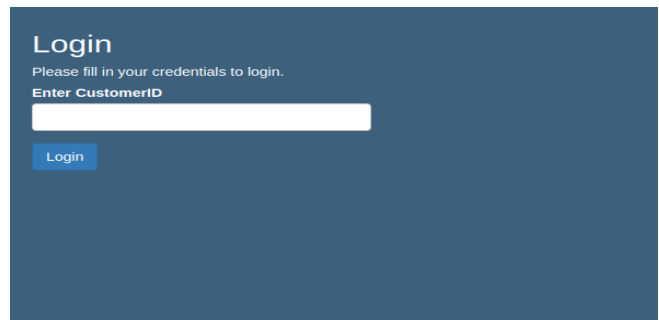 Login
Please fill in your credentials to login.
Enter CustomerID
Login